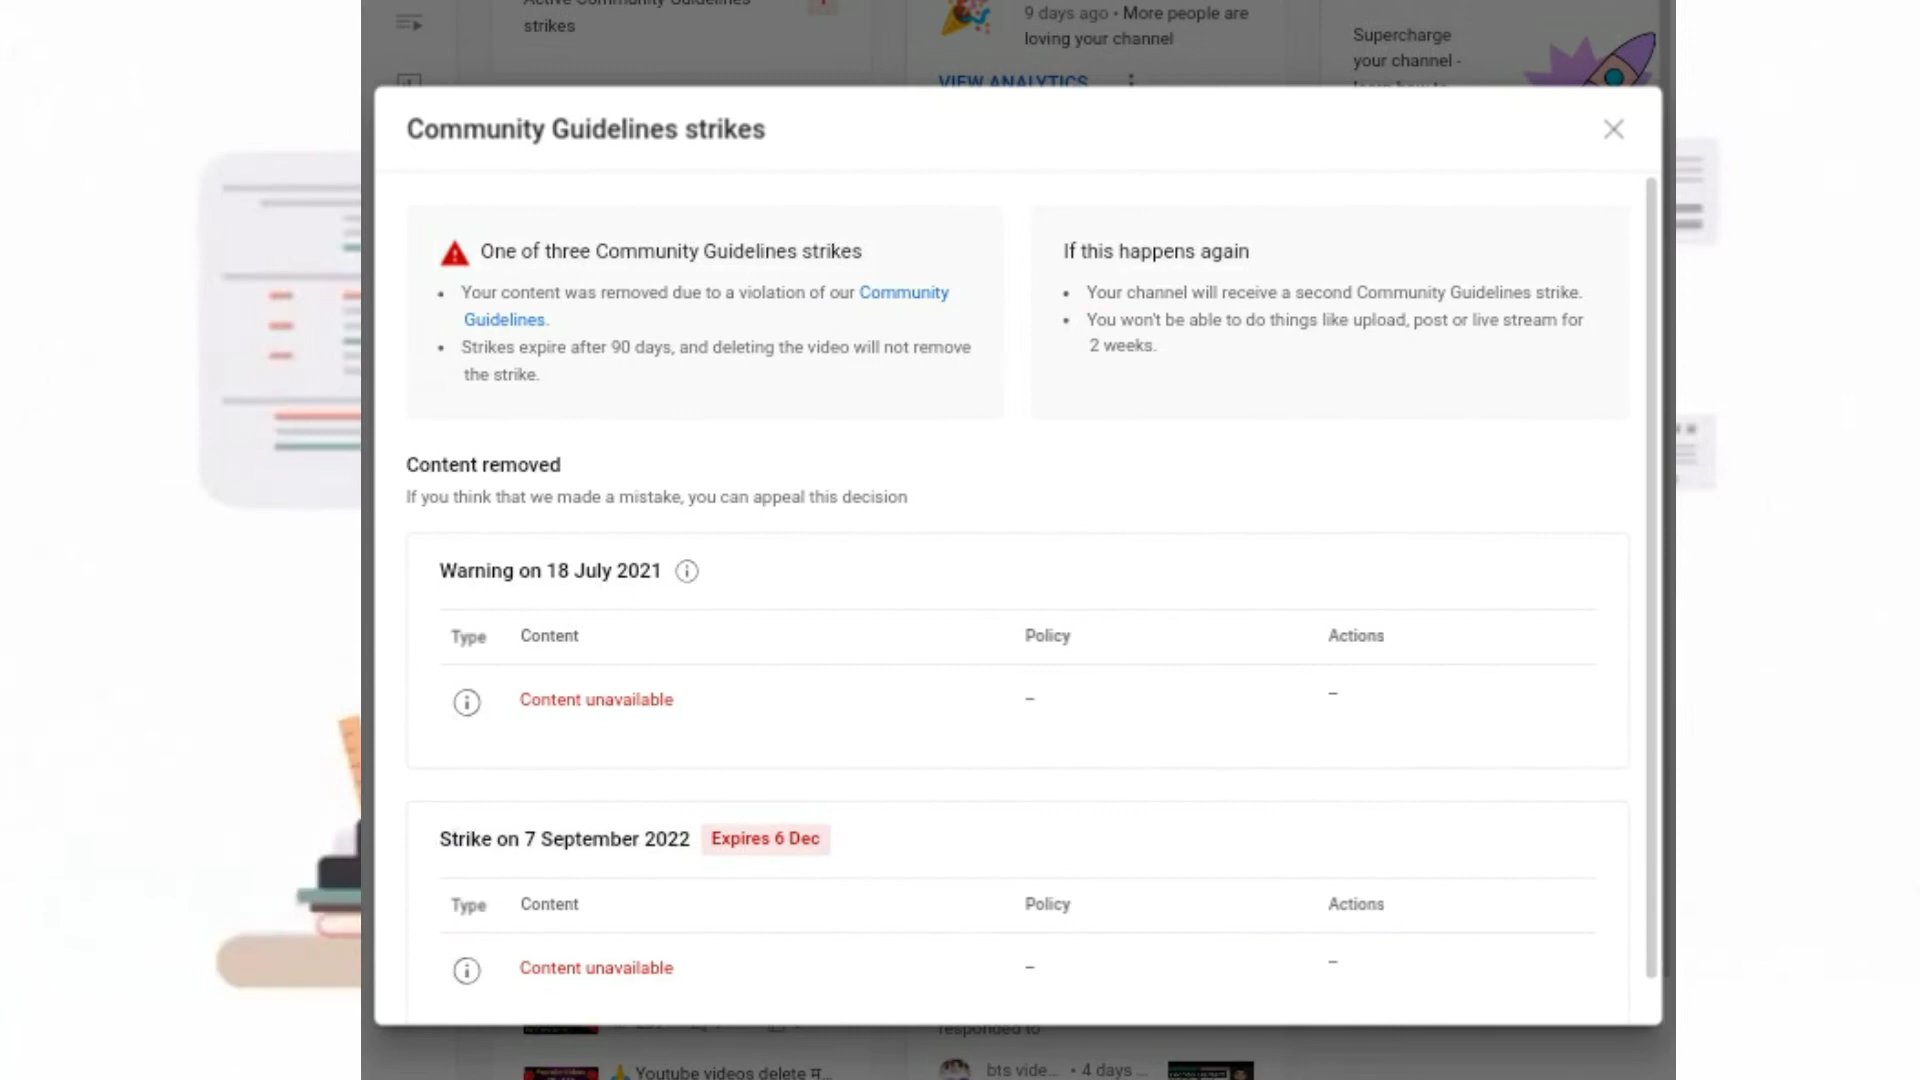 strikes
9 days ago • More people are
loving your channel
VIEW ANALYTICS
Supercharge
your channel -
Community Guidelines strikes
One of three Community Guidelines strikes
• Your content was removed due to a violation of our Community
Guidelines.
• Strikes expire after 90 days, and deleting the video will not remove
the strike.
If this happens again
• Your channel will receive a second Community Guidelines strike.
• You won't be able to do things like upload, post or live stream for
2 weeks.
Content removed
If you think that we made a mistake, you can appeal this decision
Warning on 18 July 2021
Type Content Policy Actions
Content unavailable – –
Strike on 7 September 2022 Expires 6 Dec
Type Content Policy Actions
Content unavailable – –
responded to
Youtube videos delete म...
bts vide... • 4 days ...